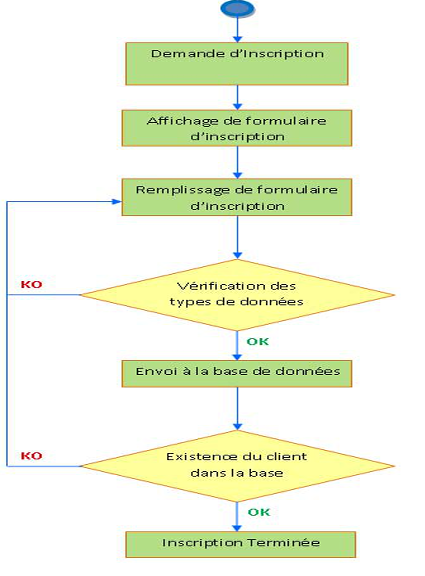 Demande d'Inscription
Affichage de formulaire
d'inscription
Remplissage de formulaire
d'inscription
KO
Vérification des
types de données
OK
Envoi à la base de données
KO
Existence du client
dans la base
OK
Inscription Terminée